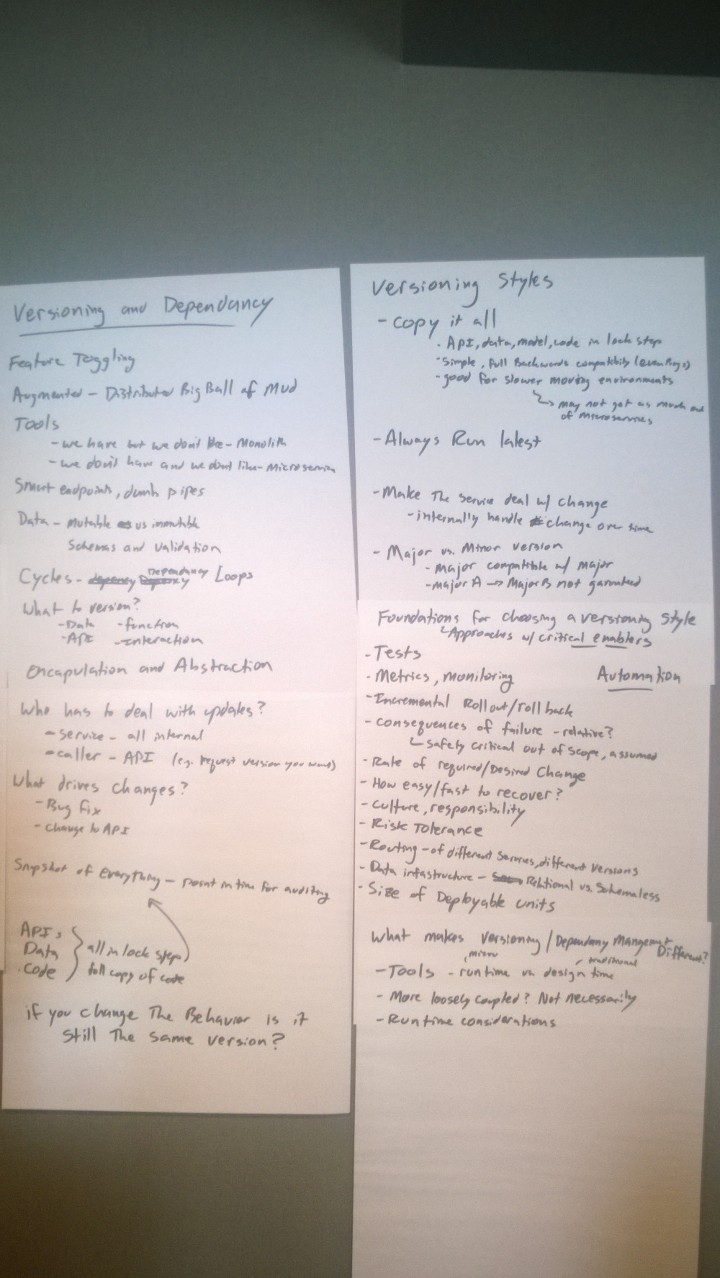 Versioning and Dependancy
Feature Toggling
Augmented - Distributed Big Ball of Mud
Tools
- we have but we don't like - Monolith
- we don't have and we dont like - Microservice
Smart endpoints, dumb pipes
Data - mutable vs immutable
Schemas and validation
Cycles - Dependancy Loops
What to version?
- Data - function
- API - Interaction
Encapulation and Abstraction
Who has to deal with updates?
- service - all internal
- caller - API (e.g. request version you want)
What drives changes?
- Bug fix
- change to API
Snapshot of Everything - point in time for auditing
API,
Data
Code
all in lock step
full copy of code
if you change The Behavior is it
still The same version?
Versioning Styles
- Copy it all
. API, data, model, code in lock step
- simple, full Backwards compatibility
- good for slower moving environments
may not get as much out
of microservices
- Always Run latest
- Make The service deal w/ change
- internally handle change over time
- Major vs. Minor version
- major compatible w/ major
- major A → Major B not garunteed
Foundations for choosing a versioning Style
Approaches w/ critical enablers
- Tests
- Metrics, monitoring
Automation
- Incremental Rollout/roll back
- consequences of failure - relative?
Safety critical out of scope, assumed
- Rate of required/Desired Change
- How easy/fast to recover?
- Culture, responsibility
- Risk Tolerance
- Routing - of different Services, different versions
- Data infastructure - Relational vs. Schemaless
- Size of Deployable units
What makes versioning/Dependany Mangement Different?
micro traditional
- Tools - runtime vs. design time
- More loosely coupled? Not necessarily
- Runtime considerations